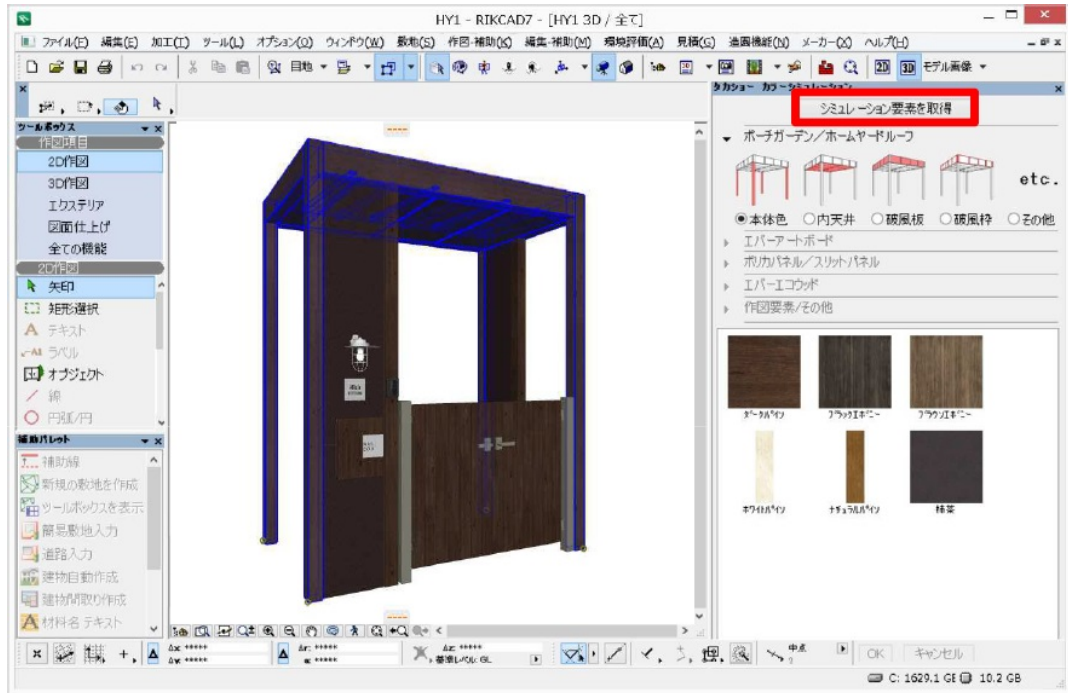 HY1 - RIKCAD7 - [HY1 3D / 全て]
ファイル(F) 編集(E) 加工(T) ツール(L) オプション(O) ウィンドウ(W) 敷地(S) 作図-補助(K) 編集-補助(M) 環境評価(A) 見積(G) 造園機能(N) メーカー(X) ヘルプ(H)
目地 2D 3D モデル画像
タカショー カラーシミュレーション
シミュレーション要素を取得
ツールボックス
作図項目
2D作図
3D作図
エクステリア
図面仕上げ
全ての機能
2D作図
矢印
矩形選択
テキスト
ラベル
オブジェクト
線
円弧/円
補助パレット
補助線
新規の敷地を作成
ツールボックスを表示
簡易敷地入力
道路入力
建物自動作成
建物間取り作成
材料名 テキスト
ポーチガーデン/ホームヤードルーフ
etc.
本体色 内天井 破風板 破風枠 その他
エバーアートボード
ポリカパネル/スリットパネル
エバーエコウッド
作図要素/その他
ダークパイン ブラックエボニー ブラウンエボニー
ホワイトパイン ナチュラルパイン 柿茶
Δx: ***** Δr: ***** Δz: ***** 中点
Δy: ***** α: ***** 基準レベル: GL 2
OK キャンセル
C: 1629.1 GE 10.2 GB